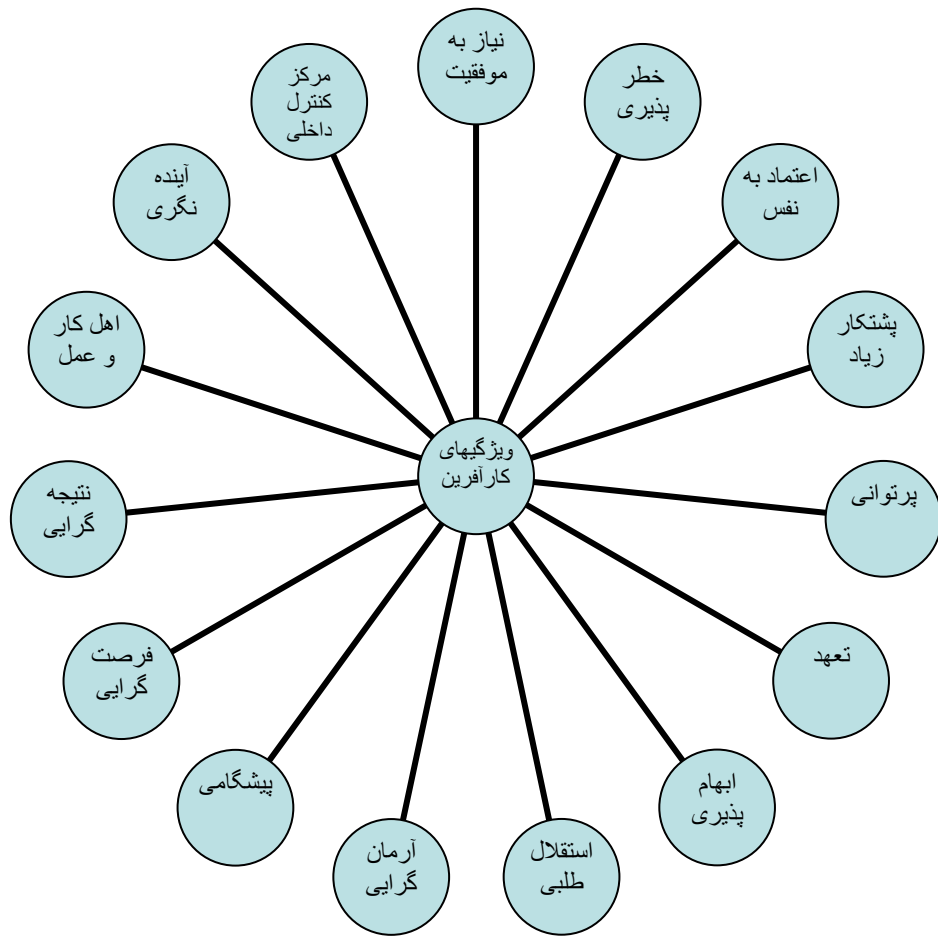 نیاز به
موفقیت
خطر
پذیری
اعتماد به
نفس
پشتکار
زیاد
پرتوانی
تعهد
ابهام
پذیری
استقلال
طلبی
آرمان
گرایی
پیشگامی
فرصت
گرایی
نتیجه
گرایی
اهل کار
و عمل
آینده
نگری
مرکز
کنترل
داخلی
ویژگیهای
کارآفرین